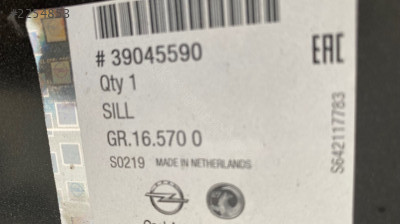 # 39045590
Qty 1
SILL
GR.16.570 0
S0219 MADE IN NETHERLANDS
EAC
S642117783